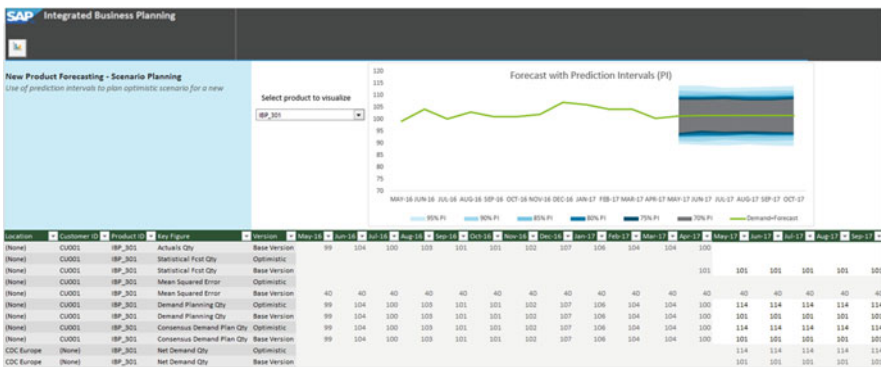 SAP Integrated Business Planning
New Product Forecasting - Scenario Planning
Use of prediction intervals to plan optimistic scenario for a new
Select product to visualize
IBP_301
Forecast with Prediction Intervals (PI)
120
115
110
105
100
95
90
85
80
75
70
MAY-16 JUN-16 JUL-16 AUG-16 SEP-16 OCT-16 NOV-16 DEC-16 JAN-17 FEB-17 MAR-17 APR-17 MAY-17 JUN-17 JUL-17 AUG-17 SEP-17 OCT-17
95% PI 90% PI 85% PI 80% PI 75% PI 70% PI Demand+Forecast
Location Customer ID Product ID Key Figure Version May-16 Jun-16 Jul-16 Aug-16 Sep-16 Oct-16 Nov-16 Dec-16 Jan-17 Feb-17 Mar-17 Apr-17 May-17 Jun-17 Jul-17 Aug-17 Sep-17
(None) CU001 IBP_301 Actuals Qty Base Version 99 104 100 103 101 101 102 107 106 104 104 100
(None) CU001 IBP_301 Statistical Fcst Qty Optimistic
(None) CU001 IBP_301 Statistical Fcst Qty Base Version 101 101 101 101 101 101
(None) CU001 IBP_301 Mean Squared Error Optimistic
(None) CU001 IBP_301 Mean Squared Error Base Version 40 40 40 40 40 40 40 40 40 40 40 40 40 40 40 40 40
(None) CU001 IBP_301 Demand Planning Qty Optimistic 99 104 100 103 101 101 102 107 106 104 104 100 114 114 114 114 114
(None) CU001 IBP_301 Demand Planning Qty Base Version 99 104 100 103 101 101 102 107 106 104 104 100 101 101 101 101 101
(None) CU001 IBP_301 Consensus Demand Plan Qty Optimistic 99 104 100 103 101 101 102 107 106 104 104 100 114 114 114 114 114
(None) CU001 IBP_301 Consensus Demand Plan Qty Base Version 99 104 100 103 101 101 102 107 106 104 104 100 101 101 101 101 101
CDC Europe (None) IBP_301 Net Demand Qty Optimistic 114 114 114 114 114
CDC Europe (None) IBP_301 Net Demand Qty Base Version 101 101 101 101 101